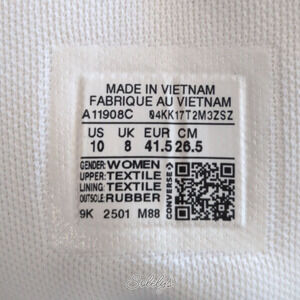 MADE IN VIETNAM
FABRIQUE AU VIETNAM
A11908C 04KK17T2M3ZSZ
US UK EUR CM
10 8 41.5 26.5
GENDER: WOMEN
UPPER: TEXTILE
LINING: TEXTILE
OUTSOLE: RUBBER
CONVERSE
9K 2501 M88